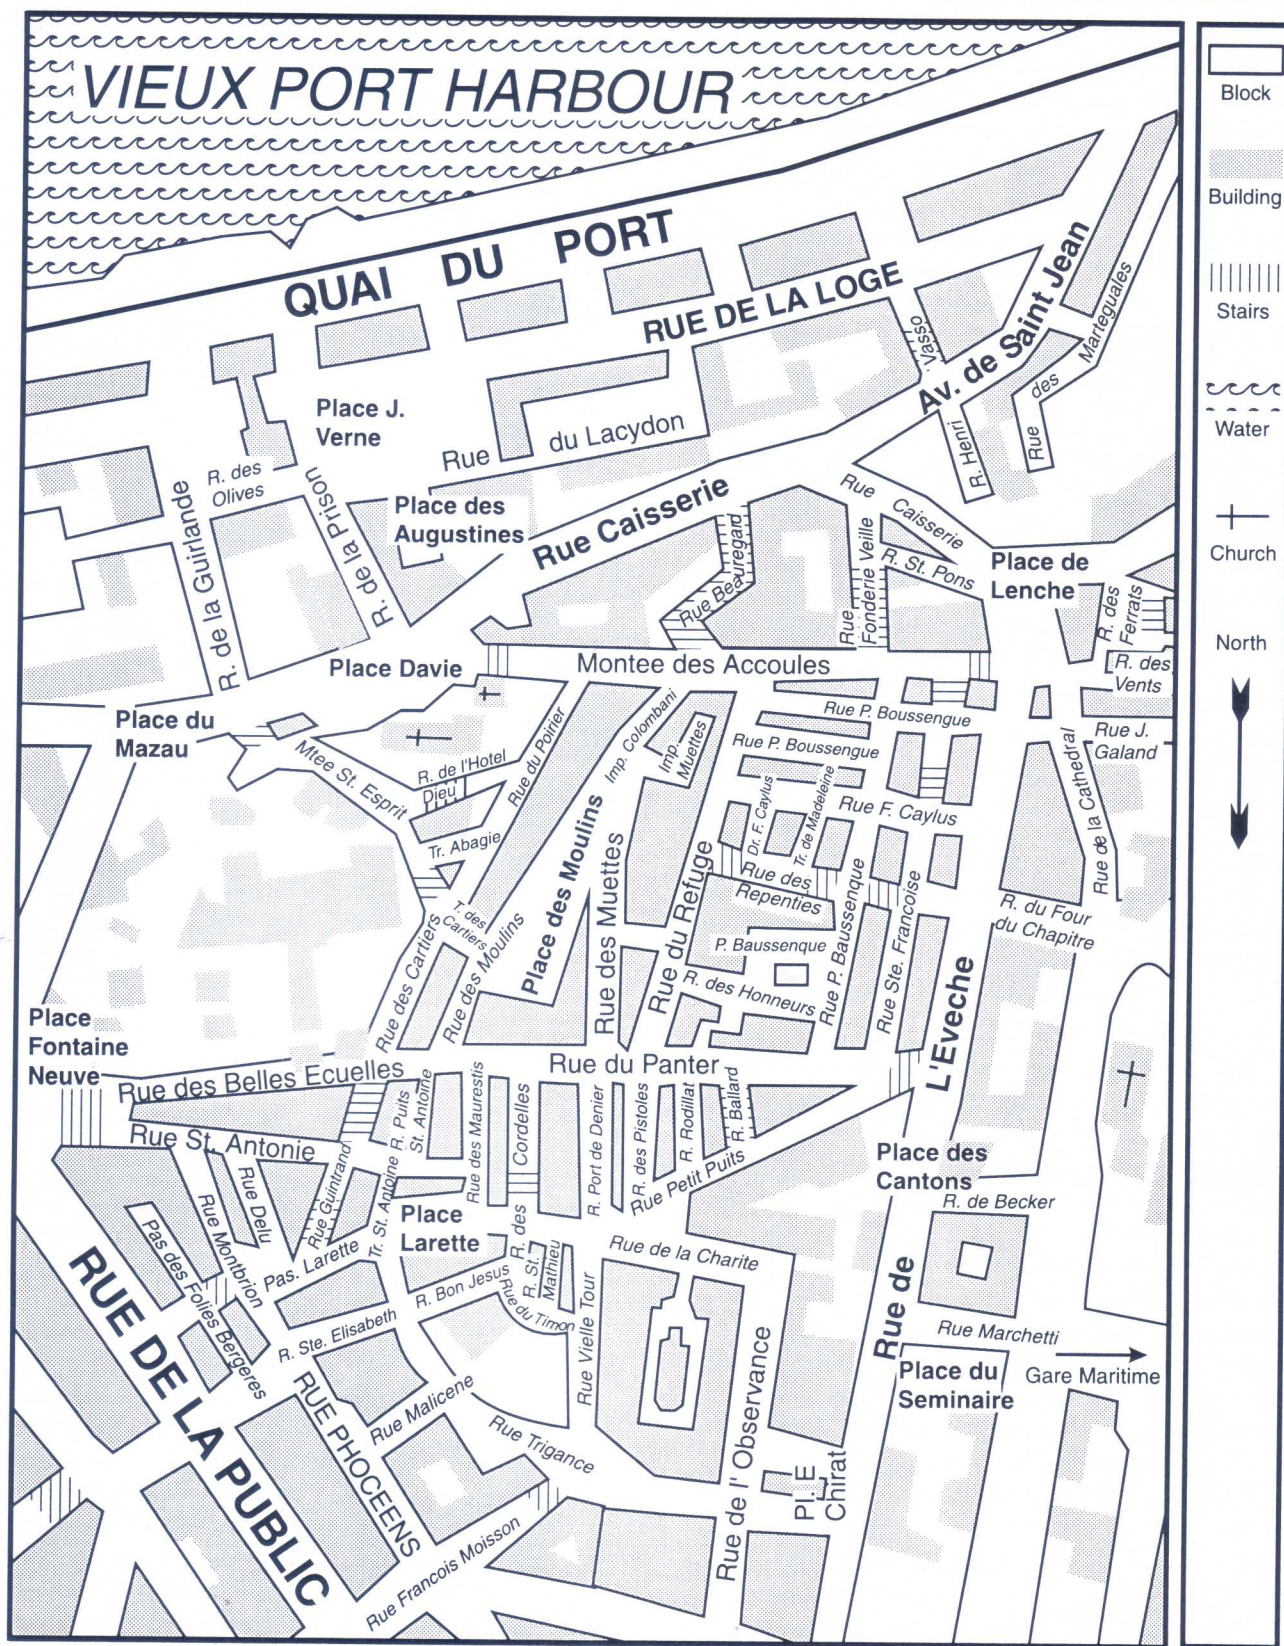 VIEUX PORT HARBOUR
QUAI DU PORT
RUE DE LA LOGE
Vasso
Av. de Saint Jean
Rue des Marteguales
R. Henri
Place J.
Verne
Rue du Lacydon
R. des
Olives
R. de la Prison
R. de la Guirlande
Place des
Augustines
Rue Caisserie
Rue Caisserie
Rue Beauregard
Rue
Fonderie Veille
R. St. Pons
Place de
Lenche
R. des
Ferrats
R. des
Vents
Place Davie
Montee des Accoules
Place du
Mazau
Mtee St. Esprit
R. de l'Hotel
Dieu
Tr. Abagie
Rue du Poirier
Imp. Colombani
Imp.
Muettes
Rue P. Boussengue
Rue P. Boussengue
Rue J.
Galand
Rue de la Cathedral
Dr. F. Caylus
Tr. de Madeleine
Rue F. Caylus
Place des Moulins
Rue des Muettes
Rue du Refuge
Rue des
Repenties
Rue P. Baussenque
Rue Ste. Francoise
R. du Four
du Chapitre
T. des
Cartiers
Rue des Cartiers
Rue des Moulins
P. Baussenque
R. des Honneurs
L'Eveche
Place
Fontaine
Neuve
Rue des Belles Ecuelles
Rue du Panter
Rue St. Antonie
R. Puits
St. Antoine
Rue des Maurestis
R. des Cordelles
R. Port de Denier
R. des Pistoles
R. Rodillat
R. Ballard
Rue Petit Puits
Place des
Cantons
R. de Becker
Rue Guintrand
Tr. St. Antoine
Rue Delu
Rue Montbrion
Pas des Folies Bergeres
Pas. Larette
Place
Larette
R. Bon Jesus
R. St.
Mathieu
Rue du Timon
Rue de la Charite
R. Ste. Elisabeth
Rue Vielle Tour
Rue de l' Observance
Rue de
Rue Marchetti
Place du
Seminaire
Gare Maritime
RUE DE LA PUBLIC
RUE PHOCEENS
Rue Malicene
Rue Trigance
Rue Francois Moisson
Pl. E
Chirat
Block
Building
Stairs
Water
Church
North